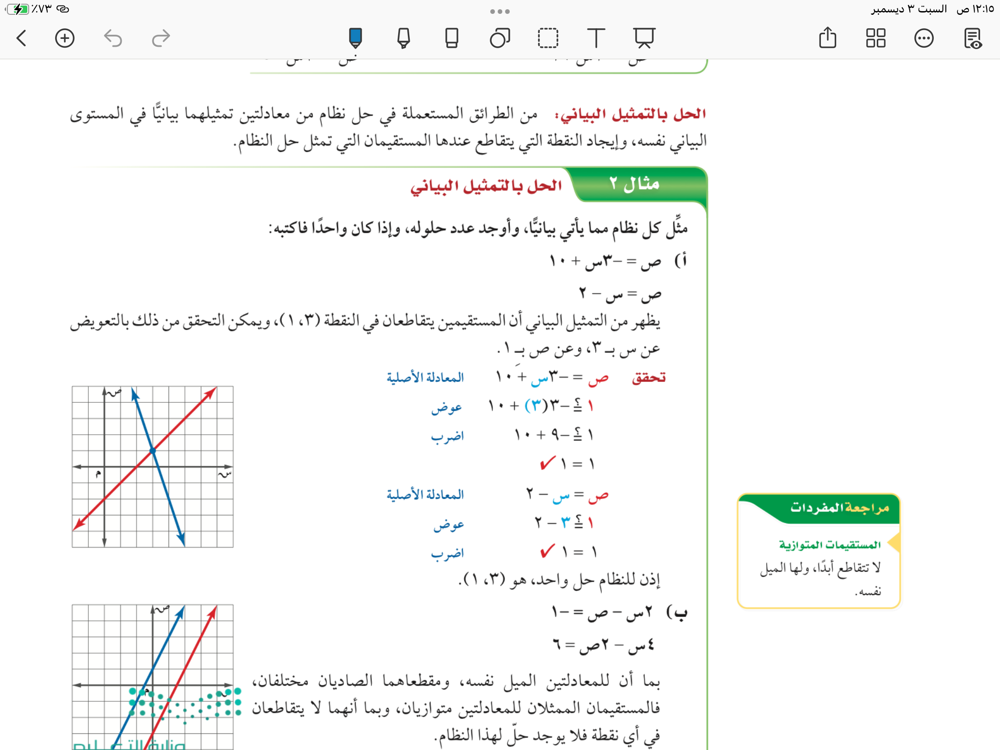 ١٢:١٥ ص السبت ٣ ديسمبر
٪٧٣
الحل بالتمثيل البياني: من الطرائق المستعملة في حل نظام من معادلتين تمثيلهما بيانيًّا في المستوى
البياني نفسه، وإيجاد النقطة التي يتقاطع عندها المستقيمان التي تمثل حل النظام.
مثال ٢ الحل بالتمثيل البياني
مثِّل كل نظام مما يأتي بيانيًّا، وأوجد عدد حلوله، وإذا كان واحدًا فاكتبه:
أ) ص = –٣س + ١٠
ص = س – ٢
يظهر من التمثيل البياني أن المستقيمين يتقاطعان في النقطة (٣، ١)، ويمكن التحقق من ذلك بالتعويض
عن س بـ ٣، وعن ص بـ ١.
تحقق ص = –٣س + ١٠ المعادلة الأصلية
١ ≟ –٣(٣) + ١٠ عوض
١ ≟ –٩ + ١٠ اضرب
١ = ١ ✓
ص = س – ٢ المعادلة الأصلية
١ ≟ ٣ – ٢ عوض
١ = ١ ✓ اضرب
إذن للنظام حل واحد، هو (٣، ١).
ص
م
س
مراجعة المفردات
المستقيمات المتوازية
لا تتقاطع أبدًا، ولها الميل
نفسه.
ب) ٢س – ص = –١
٤س – ٢ص = ٦
بما أن للمعادلتين الميل نفسه، ومقطعاهما الصاديان مختلفان،
فالمستقيمان الممثلان للمعادلتين متوازيان، وبما أنهما لا يتقاطعان
في أي نقطة فلا يوجد حلّ لهذا النظام.
ص
م
وزارة التعليم